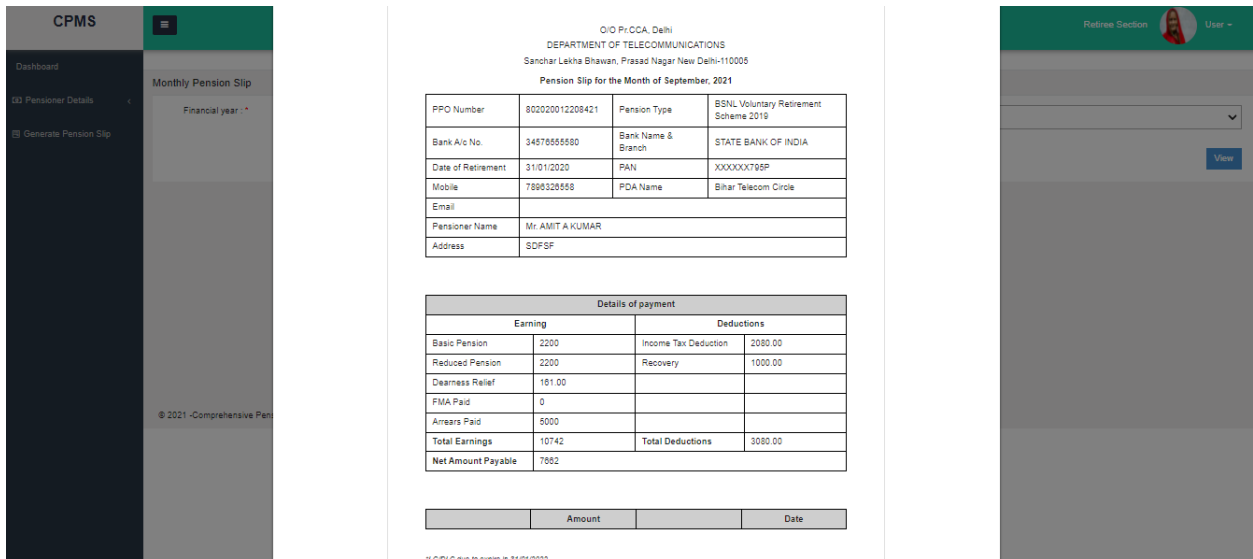 CPMS
Retiree Section
User
Dashboard
Pensioner Details
Generate Pension Slip
Monthly Pension Slip
Financial year : *
View
© 2021 -Comprehensive Pens
O/O Pr.CCA, Delhi
DEPARTMENT OF TELECOMMUNICATIONS
Sanchar Lekha Bhawan, Prasad Nagar New Delhi-110005
Pension Slip for the Month of September, 2021
PPO Number 802020012208421 Pension Type BSNL Voluntary Retirement Scheme 2019
Bank A/c No. 34576555580 Bank Name & Branch STATE BANK OF INDIA
Date of Retirement 31/01/2020 PAN XXXXXX795P
Mobile 7896326558 PDA Name Bihar Telecom Circle
Email
Pensioner Name Mr. AMIT A KUMAR
Address SDFSF
Details of payment
Earning Deductions
Basic Pension 2200 Income Tax Deduction 2080.00
Reduced Pension 2200 Recovery 1000.00
Dearness Relief 161.00
FMA Paid 0
Arrears Paid 5000
Total Earnings 10742 Total Deductions 3080.00
Net Amount Payable 7662
Amount Date